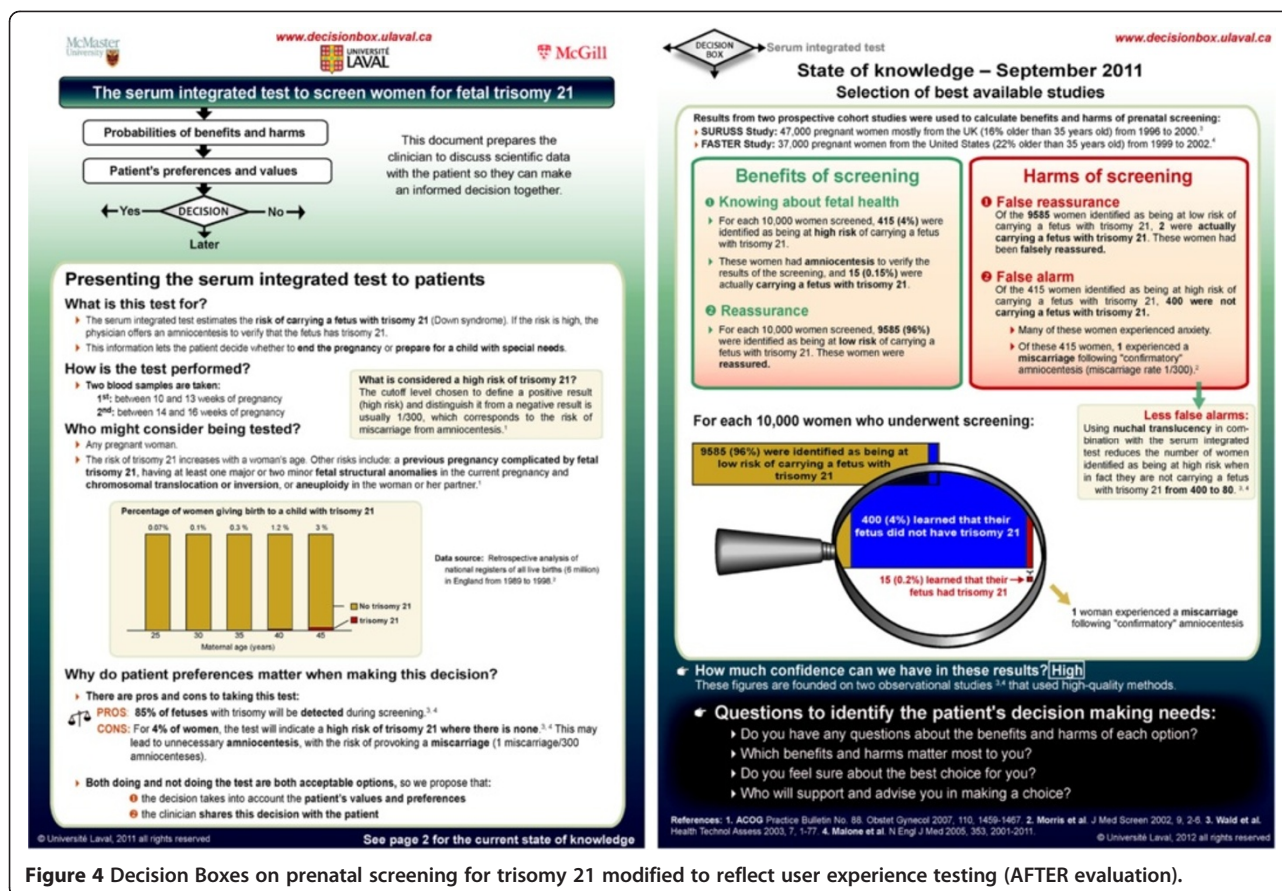 McMaster
University
www.decisionbox.ulaval.ca
UNIVERSITÉ
LAVAL
McGill
The serum integrated test to screen women for fetal trisomy 21
Probabilities of benefits and harms
Patient's preferences and values
Yes
DECISION
No
Later
This document prepares the
clinician to discuss scientific data
with the patient so they can make
an informed decision together.
Presenting the serum integrated test to patients
What is this test for?
The serum integrated test estimates the risk of carrying a fetus with trisomy 21 (Down syndrome). If the risk is high, the
physician offers an amniocentesis to verify that the fetus has trisomy 21.
This information lets the patient decide whether to end the pregnancy or prepare for a child with special needs.
How is the test performed?
Two blood samples are taken:
1st: between 10 and 13 weeks of pregnancy
2nd: between 14 and 16 weeks of pregnancy
What is considered a high risk of trisomy 21?
The cutoff level chosen to define a positive result
(high risk) and distinguish it from a negative result is
usually 1/300, which corresponds to the risk of
miscarriage from amniocentesis.1
Who might consider being tested?
Any pregnant woman.
The risk of trisomy 21 increases with a woman's age. Other risks include: a previous pregnancy complicated by fetal
trisomy 21, having at least one major or two minor fetal structural anomalies in the current pregnancy and
chromosomal translocation or inversion, or aneuploidy in the woman or her partner.1
Percentage of women giving birth to a child with trisomy 21
0.07% 0.1% 0.3 % 1.2 % 3 %
No trisomy 21
trisomy 21
25 30 35 40 45
Maternal age (years)
Data source: Retrospective analysis of
national registers of all live births (6 million)
in England from 1989 to 1998.2
Why do patient preferences matter when making this decision?
There are pros and cons to taking this test:
PROS: 85% of fetuses with trisomy will be detected during screening.3, 4
CONS: For 4% of women, the test will indicate a high risk of trisomy 21 where there is none.3, 4 This may
lead to unnecessary amniocentesis, with the risk of provoking a miscarriage (1 miscarriage/300
amniocenteses).
Both doing and not doing the test are both acceptable options, so we propose that:
1 the decision takes into account the patient's values and preferences
2 the clinician shares this decision with the patient
© Université Laval, 2011 all rights reserved
See page 2 for the current state of knowledge
DECISION
BOX
Serum integrated test
www.decisionbox.ulaval.ca
State of knowledge – September 2011
Selection of best available studies
Results from two prospective cohort studies were used to calculate benefits and harms of prenatal screening:
SURUSS Study: 47,000 pregnant women mostly from the UK (16% older than 35 years old) from 1996 to 2000.3
FASTER Study: 37,000 pregnant women from the United States (22% older than 35 years old) from 1999 to 2002.4
Benefits of screening
1 Knowing about fetal health
For each 10,000 women screened, 415 (4%) were
identified as being at high risk of carrying a fetus
with trisomy 21.
These women had amniocentesis to verify the
results of the screening, and 15 (0.15%) were
actually carrying a fetus with trisomy 21.
2 Reassurance
For each 10,000 women screened, 9585 (96%)
were identified as being at low risk of carrying a
fetus with trisomy 21. These women were
reassured.
Harms of screening
1 False reassurance
Of the 9585 women identified as being at low risk of
carrying a fetus with trisomy 21, 2 were actually
carrying a fetus with trisomy 21. These women had
been falsely reassured.
2 False alarm
Of the 415 women identified as being at high risk of
carrying a fetus with trisomy 21, 400 were not
carrying a fetus with trisomy 21.
Many of these women experienced anxiety.
Of these 415 women, 1 experienced a
miscarriage following "confirmatory"
amniocentesis (miscarriage rate 1/300).2
Less false alarms:
Using nuchal translucency in com-
bination with the serum integrated
test reduces the number of women
identified as being at high risk when
in fact they are not carrying a fetus
with trisomy 21 from 400 to 80. 3, 4
For each 10,000 women who underwent screening:
9585 (96%) were identified as being at
low risk of carrying a fetus with
trisomy 21
400 (4%) learned that their
fetus did not have trisomy 21
15 (0.2%) learned that their
fetus had trisomy 21
1 woman experienced a miscarriage
following "confirmatory" amniocentesis
How much confidence can we have in these results? High
These figures are founded on two observational studies 3,4 that used high-quality methods.
Questions to identify the patient's decision making needs:
Do you have any questions about the benefits and harms of each option?
Which benefits and harms matter most to you?
Do you feel sure about the best choice for you?
Who will support and advise you in making a choice?
References: 1. ACOG Practice Bulletin No. 88. Obstet Gynecol 2007, 110, 1459-1467. 2. Morris et al. J Med Screen 2002, 9, 2-6. 3. Wald et al.
Health Technol Assess 2003, 7, 1-77. 4. Malone et al. N Engl J Med 2005, 353, 2001-2011.
© Université Laval, 2012 all rights reserved
Figure 4 Decision Boxes on prenatal screening for trisomy 21 modified to reflect user experience testing (AFTER evaluation).